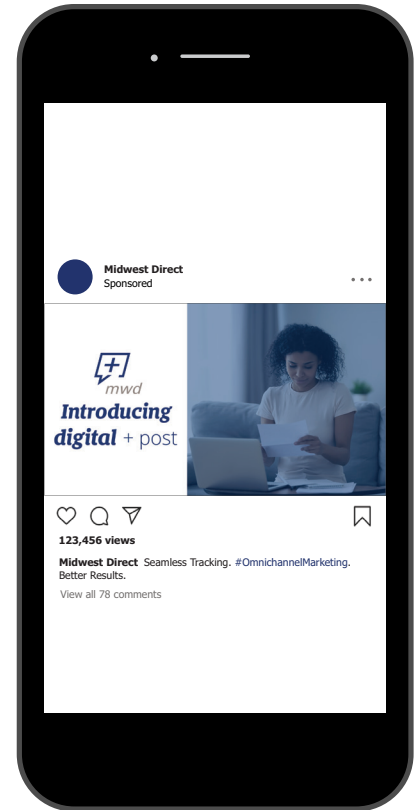 Midwest Direct
Sponsored
mwd
Introducing
digital + post
123,456 views
Midwest Direct Seamless Tracking. #OmnichannelMarketing.
Better Results.
View all 78 comments